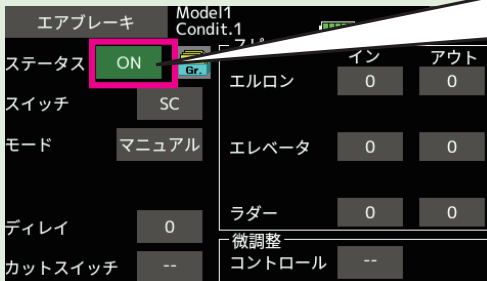 エアブレーキ
Model1
Condit.1
ステータス
ON
Gr.
スイッチ
SC
モード
マニュアル
ディレイ
0
カットスイッチ
--
イン
アウト
エルロン
0
0
エレベータ
0
0
ラダー
0
0
微調整
コントロール
--